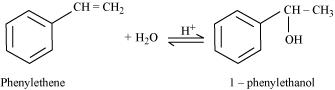 CH = CH₂
+ H₂O
H⁺
CH – CH₃
OH
Phenylethene
1 – phenylethanol